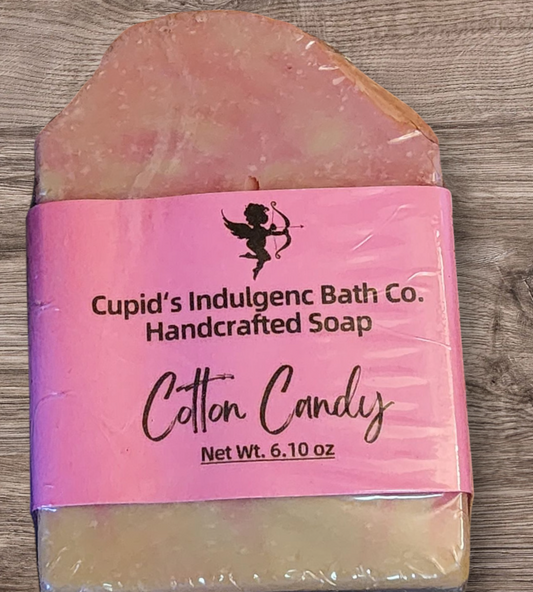 Cupid's Indulgenc Bath Co.
Handcrafted Soap
Cotton Candy
Net Wt. 6.10 oz